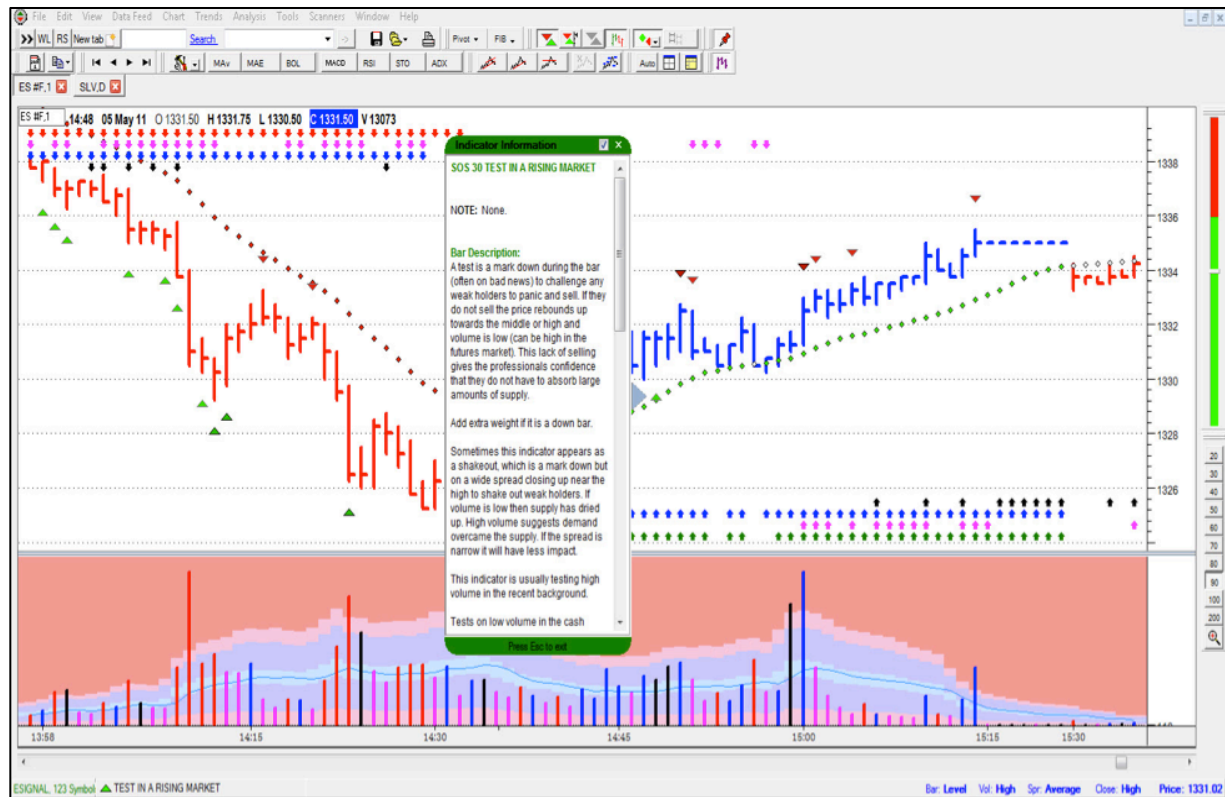 File Edit View Data Feed Chart Trends Analysis Tools Scanners Window Help
WL RS New tab Search Pivot FIB
MAv MAE BOL MACD RSI STO ADX Auto
ES #F,1 SLV,D
ES #F,1 14:48 05 May 11 O 1331.50 H 1331.75 L 1330.50 C 1331.50 V 13073
Indicator Information
SOS 30 TEST IN A RISING MARKET
NOTE: None.
Bar Description:
A test is a mark down during the bar
(often on bad news) to challenge any
weak holders to panic and sell. If they
do not sell the price rebounds up
towards the middle or high and
volume is low (can be high in the
futures market). This lack of selling
gives the professionals confidence
that they do not have to absorb large
amounts of supply.
Add extra weight if it is a down bar.
Sometimes this indicator appears as
a shakeout, which is a mark down but
on a wide spread closing up near the
high to shake out weak holders. If
volume is low then supply has dried
up. High volume suggests demand
overcame the supply. If the spread is
narrow it will have less impact.
This indicator is usually testing high
volume in the recent background.
Tests on low volume in the cash
Press Esc to exit
1338
1336
1334
1332
1330
1328
1326
20
30
40
50
60
70
80
90
100
200
13:58 14:15 14:30 14:45 15:00 15:15 15:30
ESIGNAL, 123 Symbol TEST IN A RISING MARKET Bar: Level Vol: High Spr: Average Close: High Price: 1331.02